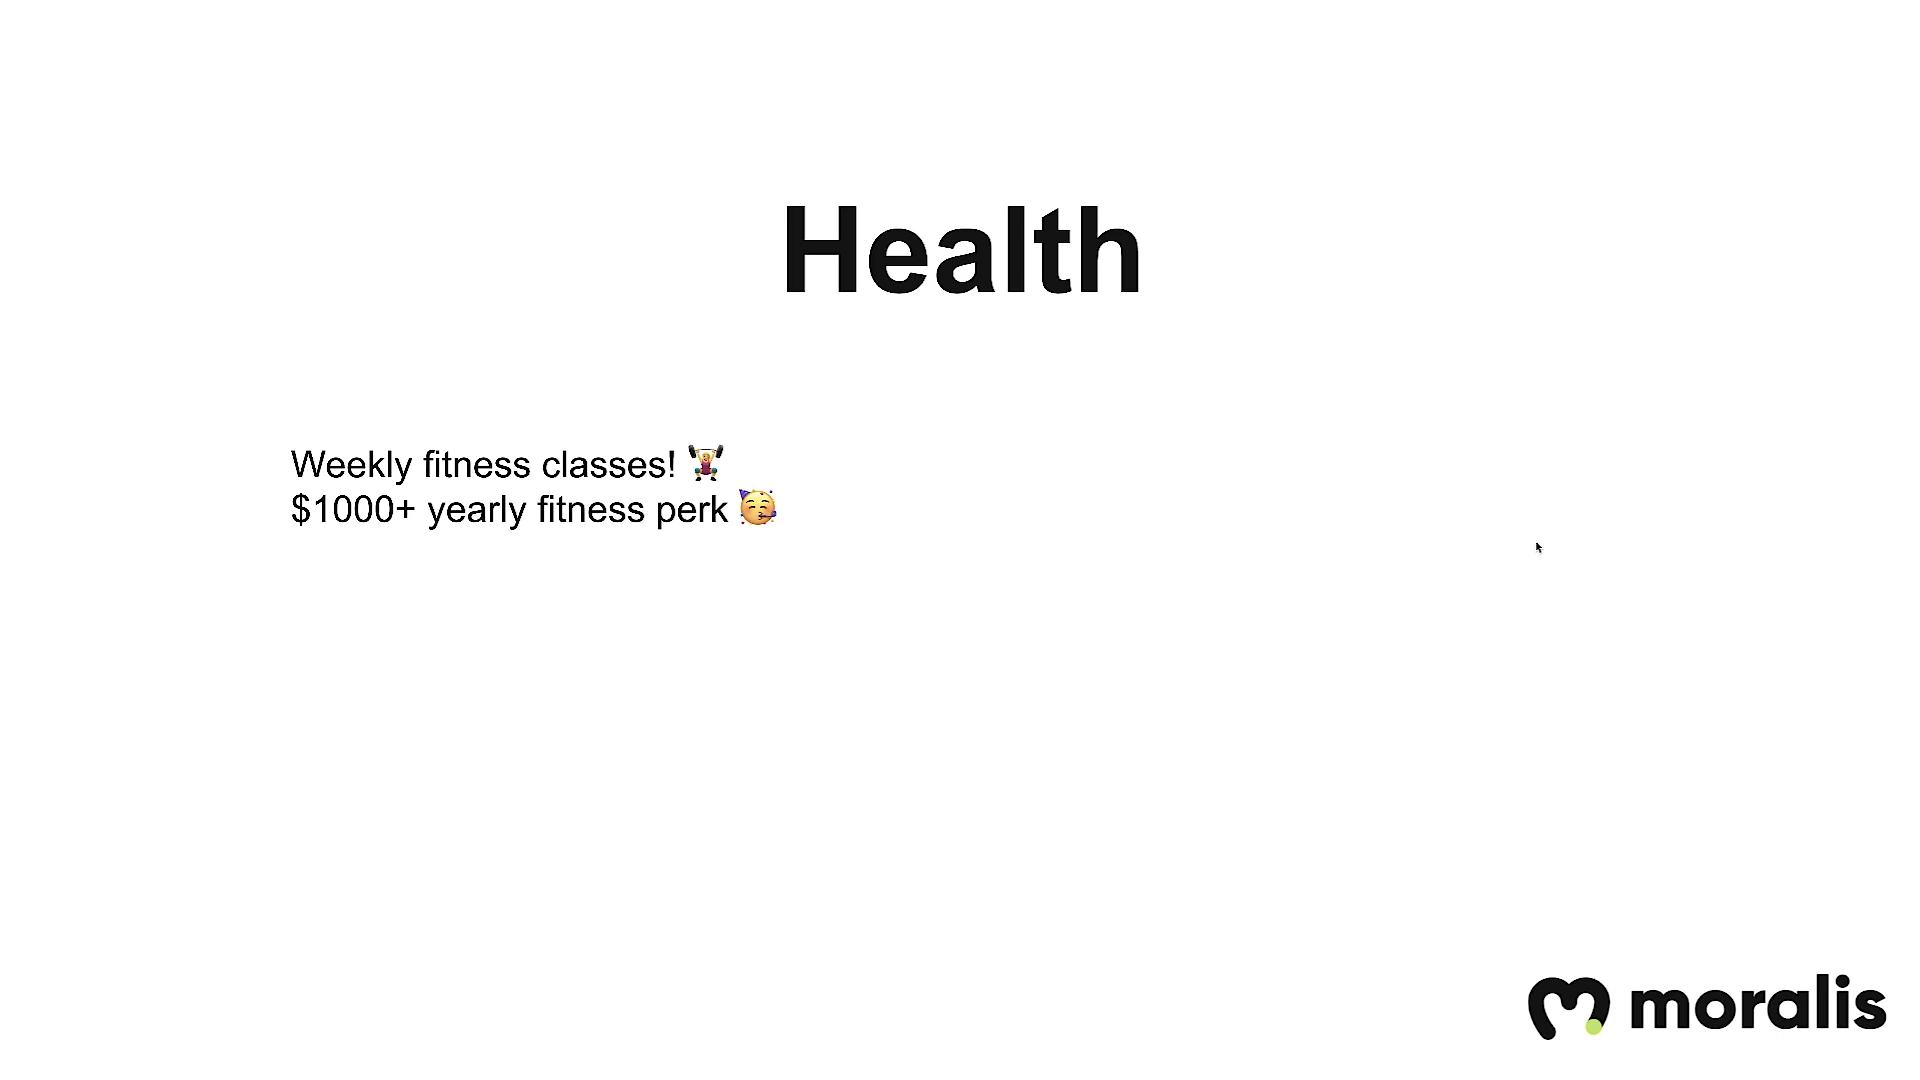 Health
Weekly fitness classes! 🏋
$1000+ yearly fitness perk 🥳
moralis